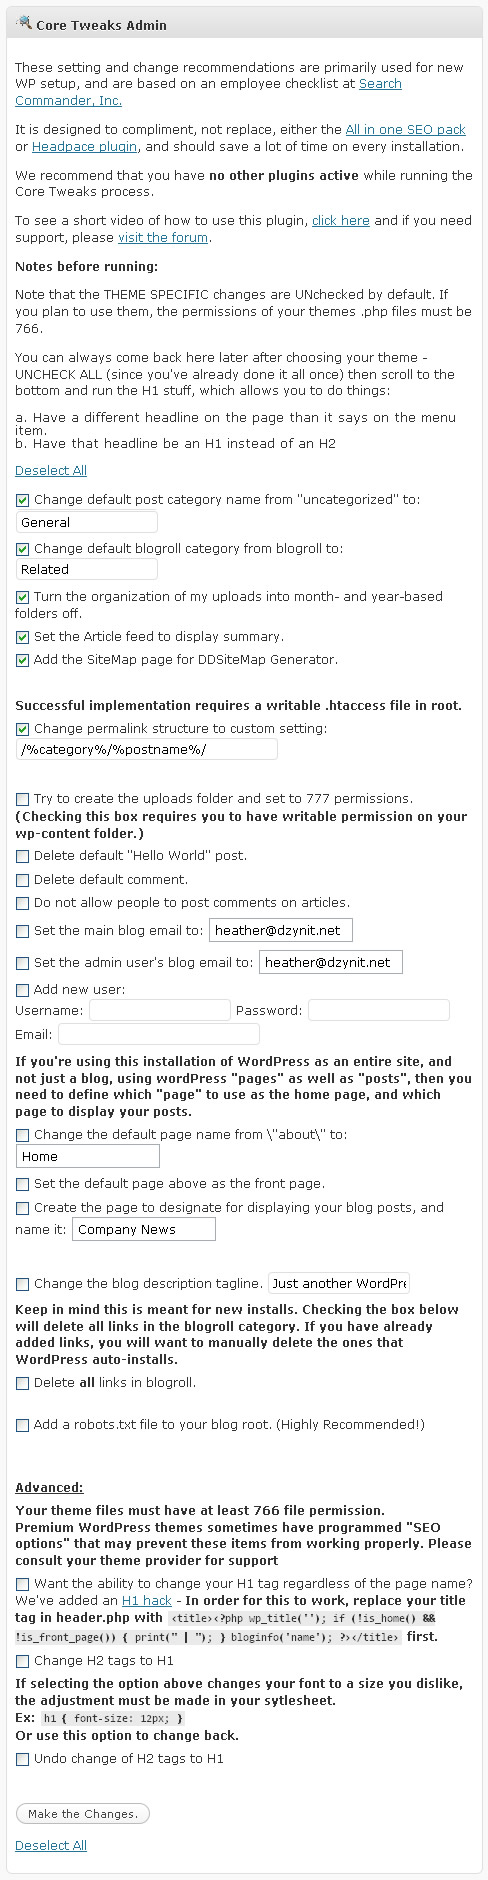 Core Tweaks Admin
These setting and change recommendations are primarily used for new
WP setup, and are based on an employee checklist at Search
Commander, Inc.
It is designed to compliment, not replace, either the All in one SEO pack
or Headpace plugin, and should save a lot of time on every installation.
We recommend that you have no other plugins active while running the
Core Tweaks process.
To see a short video of how to use this plugin, click here and if you need
support, please visit the forum.
Notes before running:
Note that the THEME SPECIFIC changes are UNchecked by default. If
you plan to use them, the permissions of your themes .php files must be
766.
You can always come back here later after choosing your theme -
UNCHECK ALL (since you've already done it all once) then scroll to the
bottom and run the H1 stuff, which allows you to do things:
a. Have a different headline on the page than it says on the menu
item.
b. Have that headline be an H1 instead of an H2
Deselect All
Change default post category name from "uncategorized" to:
General
Change default blogroll category from blogroll to:
Related
Turn the organization of my uploads into month- and year-based
folders off.
Set the Article feed to display summary.
Add the SiteMap page for DDSiteMap Generator.
Successful implementation requires a writable .htaccess file in root.
Change permalink structure to custom setting:
/%category%/%postname%/
Try to create the uploads folder and set to 777 permissions.
(Checking this box requires you to have writable permission on your
wp-content folder.)
Delete default "Hello World" post.
Delete default comment.
Do not allow people to post comments on articles.
Set the main blog email to: heather@dzynit.net
Set the admin user's blog email to: heather@dzynit.net
Add new user:
Username: Password:
Email:
If you're using this installation of WordPress as an entire site, and
not just a blog, using wordPress "pages" as well as "posts", then you
need to define which "page" to use as the home page, and which
page to display your posts.
Change the default page name from \"about\" to:
Home
Set the default page above as the front page.
Create the page to designate for displaying your blog posts, and
name it: Company News
Change the blog description tagline. Just another WordPre
Keep in mind this is meant for new installs. Checking the box below
will delete all links in the blogroll category. If you have already
added links, you will want to manually delete the ones that
WordPress auto-installs.
Delete all links in blogroll.
Add a robots.txt file to your blog root. (Highly Recommended!)
Advanced:
Your theme files must have at least 766 file permission.
Premium WordPress themes sometimes have programmed "SEO
options" that may prevent these items from working properly. Please
consult your theme provider for support
Want the ability to change your H1 tag regardless of the page name?
We've added an H1 hack - In order for this to work, replace your title
tag in header.php with <title><?php wp_title(''); if (!is_home() &&
!is_front_page()) { print(" | "); } bloginfo('name'); ?></title> first.
Change H2 tags to H1
If selecting the option above changes your font to a size you dislike,
the adjustment must be made in your sytlesheet.
Ex: h1 { font-size: 12px; }
Or use this option to change back.
Undo change of H2 tags to H1
Make the Changes.
Deselect All